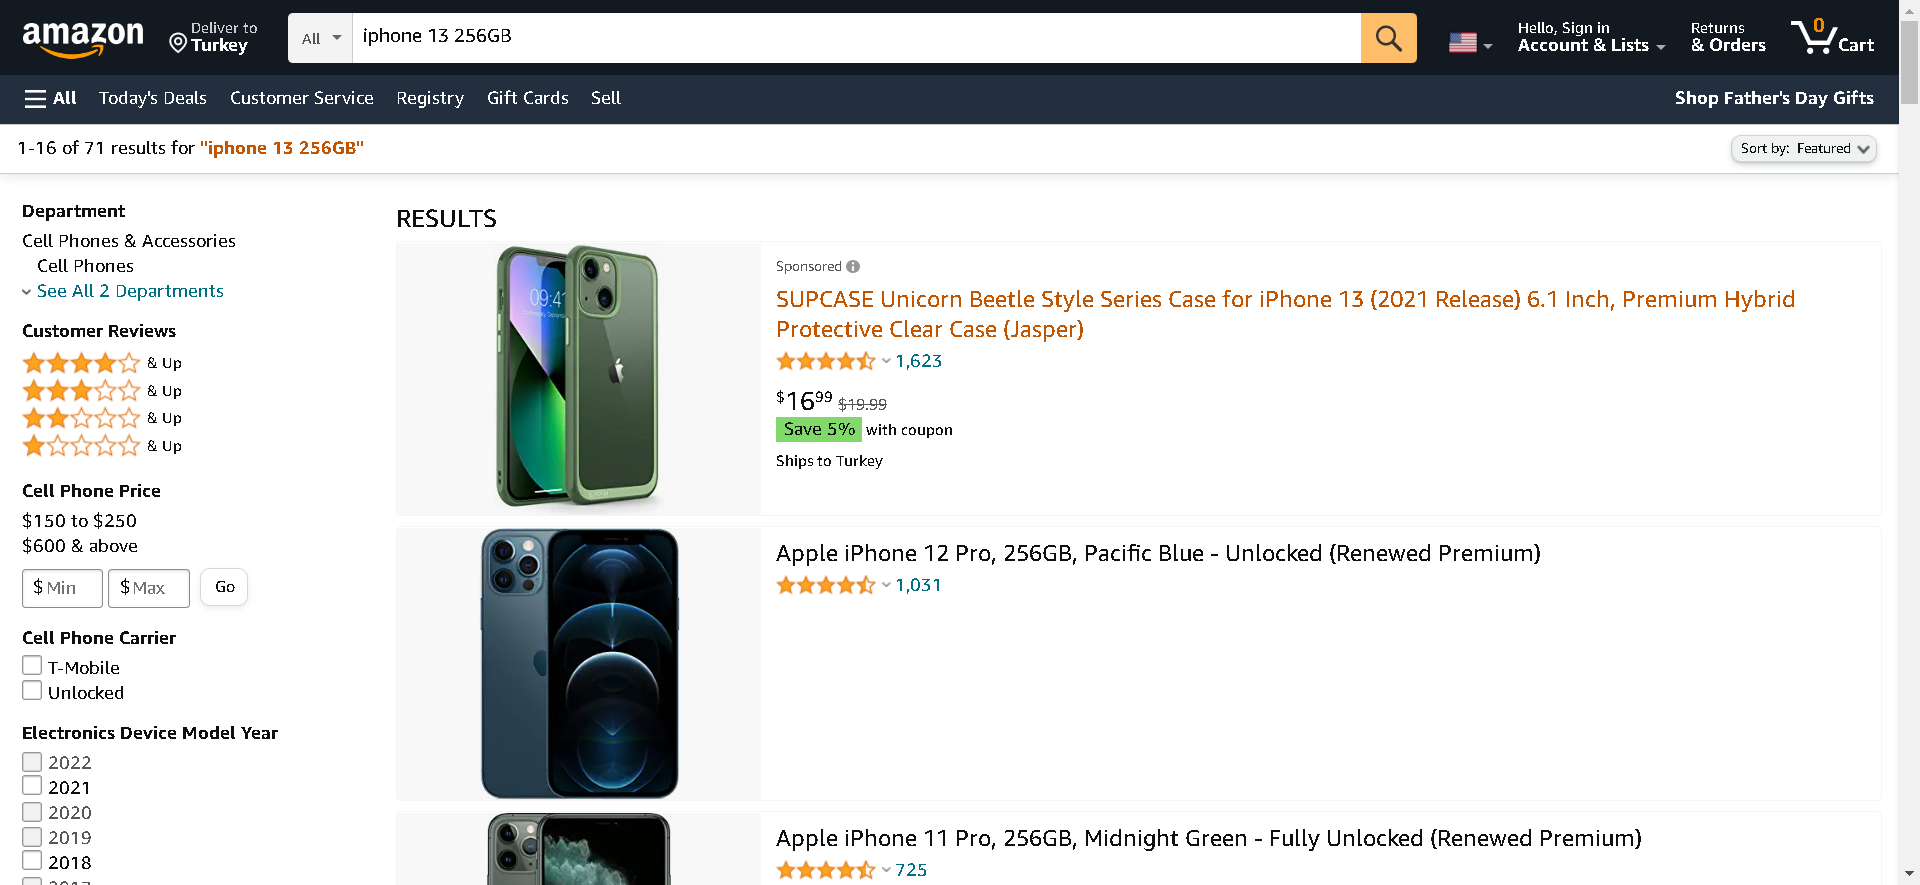 amazon
Deliver to
Turkey
All
iphone 13 256GB
Hello, Sign in
Account & Lists
Returns
& Orders
0
Cart
All
Today's Deals
Customer Service
Registry
Gift Cards
Sell
Shop Father's Day Gifts
1-16 of 71 results for "iphone 13 256GB"
Sort by: Featured
Department
Cell Phones & Accessories
Cell Phones
See All 2 Departments
Customer Reviews
& Up
& Up
& Up
& Up
Cell Phone Price
$150 to $250
$600 & above
$ Min
$ Max
Go
Cell Phone Carrier
T-Mobile
Unlocked
Electronics Device Model Year
2022
2021
2020
2019
2018
2017
RESULTS
Sponsored
SUPCASE Unicorn Beetle Style Series Case for iPhone 13 (2021 Release) 6.1 Inch, Premium Hybrid
Protective Clear Case (Jasper)
1,623
$1699 $19.99
Save 5% with coupon
Ships to Turkey
09:41
Apple iPhone 12 Pro, 256GB, Pacific Blue - Unlocked (Renewed Premium)
1,031
Apple iPhone 11 Pro, 256GB, Midnight Green - Fully Unlocked (Renewed Premium)
725